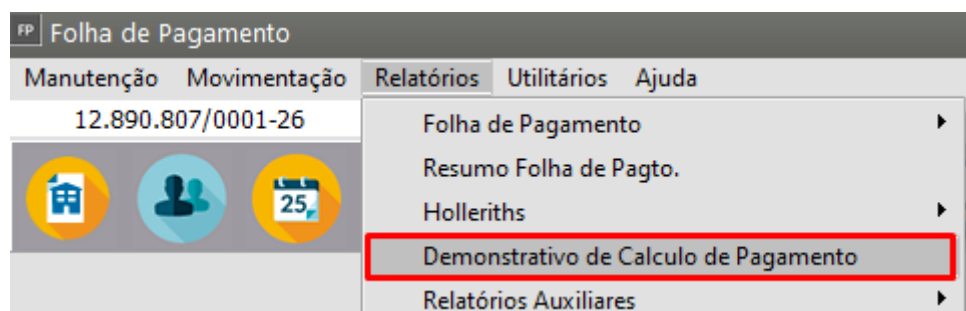 FP Folha de Pagamento
Manutenção Movimentação Relatórios Utilitários Ajuda
12.890.807/0001-26
Folha de Pagamento
Resumo Folha de Pagto.
25
Holleriths
Demonstrativo de Calculo de Pagamento
Relatórios Auxiliares